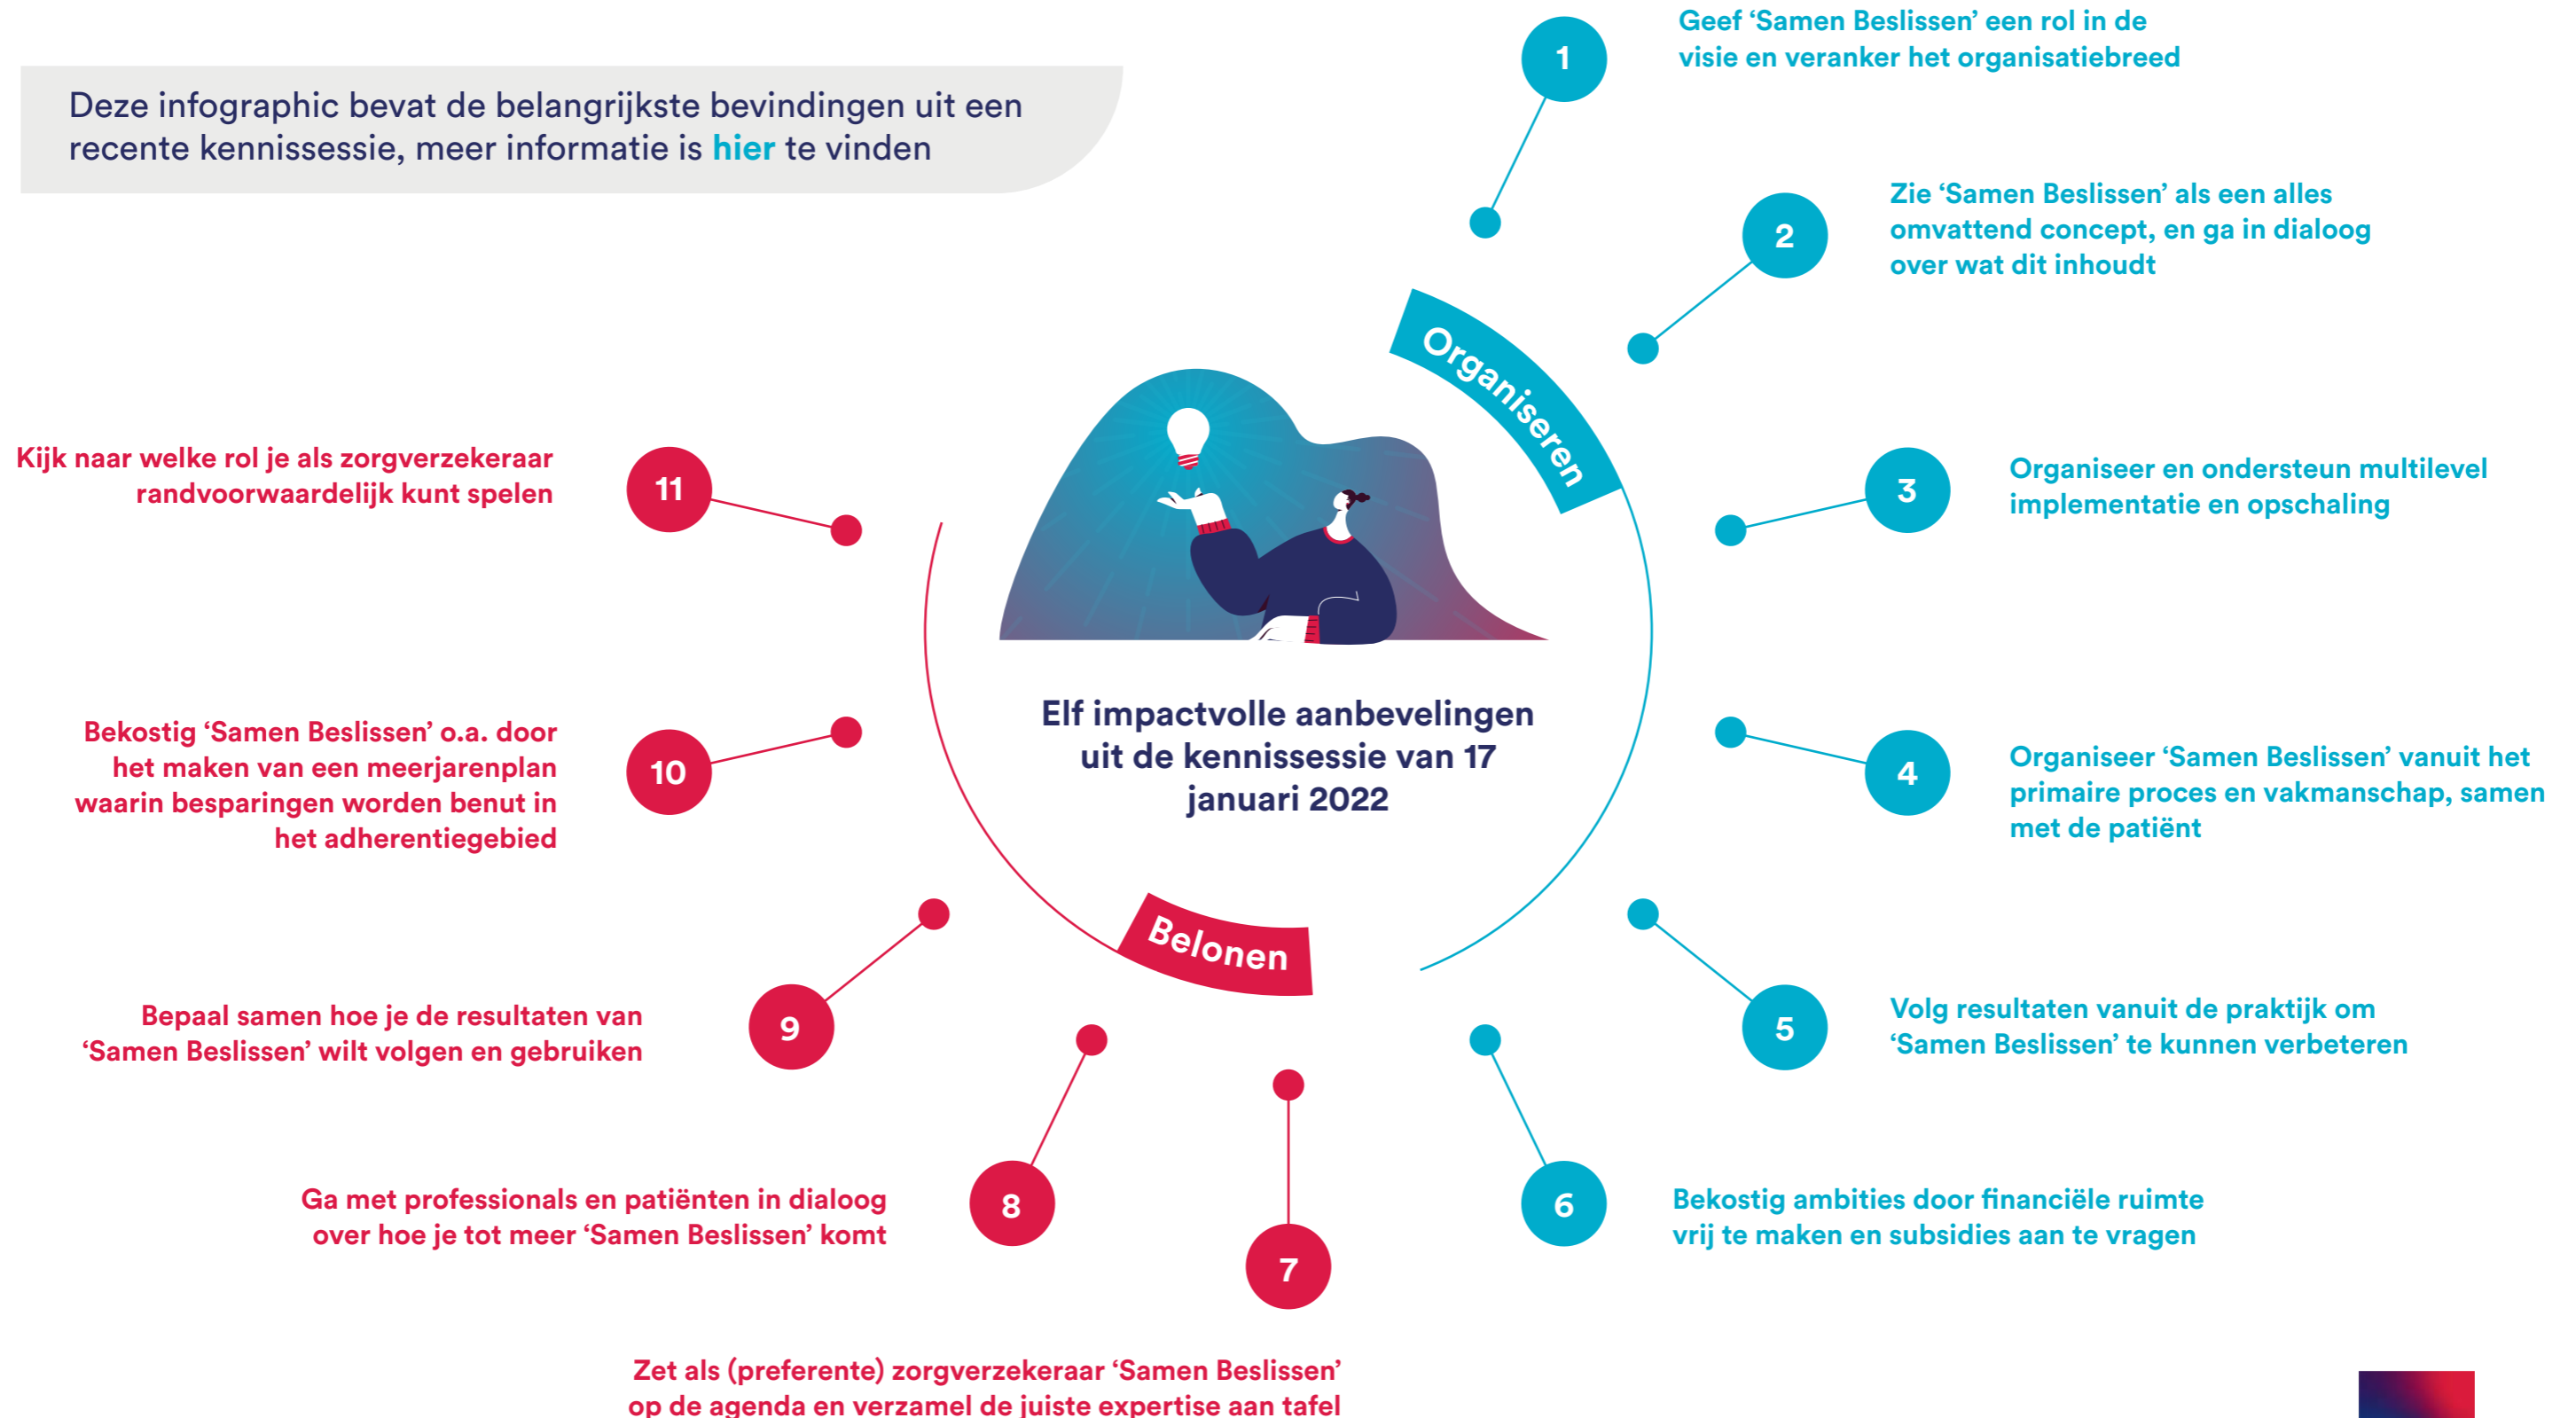 Deze infographic bevat de belangrijkste bevindingen uit een
recente kennissessie, meer informatie is hier te vinden
1
Geef ‘Samen Beslissen’ een rol in de
visie en veranker het organisatiebreed
2
Zie ‘Samen Beslissen’ als een alles
omvattend concept, en ga in dialoog
over wat dit inhoudt
Organiseren
3
Organiseer en ondersteun multilevel
implementatie en opschaling
4
Organiseer ‘Samen Beslissen’ vanuit het
primaire proces en vakmanschap, samen
met de patiënt
5
Volg resultaten vanuit de praktijk om
‘Samen Beslissen’ te kunnen verbeteren
6
Bekostig ambities door financiële ruimte
vrij te maken en subsidies aan te vragen
Elf impactvolle aanbevelingen
uit de kennissessie van 17
januari 2022
Belonen
7
Zet als (preferente) zorgverzekeraar ‘Samen Beslissen’
op de agenda en verzamel de juiste expertise aan tafel
8
Ga met professionals en patiënten in dialoog
over hoe je tot meer ‘Samen Beslissen’ komt
9
Bepaal samen hoe je de resultaten van
‘Samen Beslissen’ wilt volgen en gebruiken
10
Bekostig ‘Samen Beslissen’ o.a. door
het maken van een meerjarenplan
waarin besparingen worden benut in
het adherentiegebied
11
Kijk naar welke rol je als zorgverzekeraar
randvoorwaardelijk kunt spelen